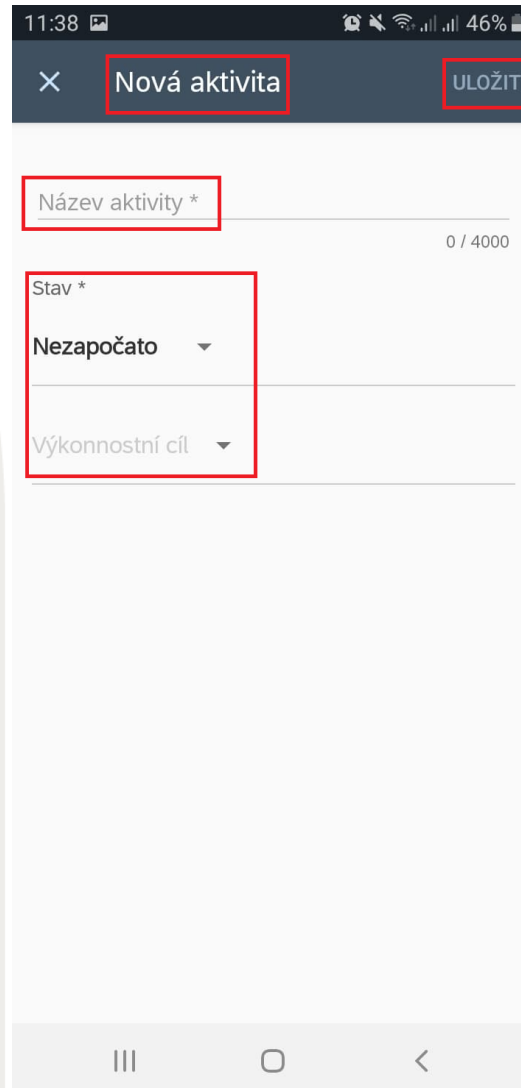 11:38 46%
Nová aktivita ULOŽIT
Název aktivity *
0 / 4000
Stav *
Nezapočato
Výkonnostní cíl